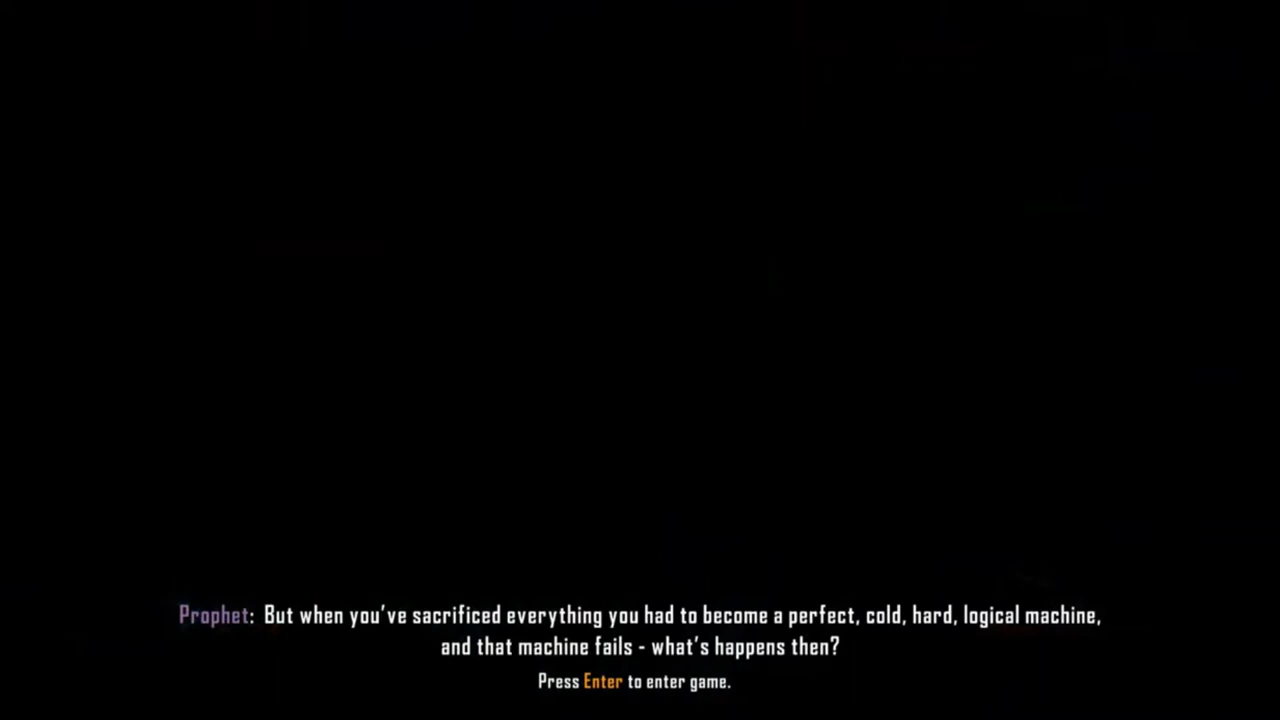 Prophet: But when you've sacrificed everything you had to become a perfect, cold, hard, logical machine,
and that machine fails - what's happens then?
Press Enter to enter game.